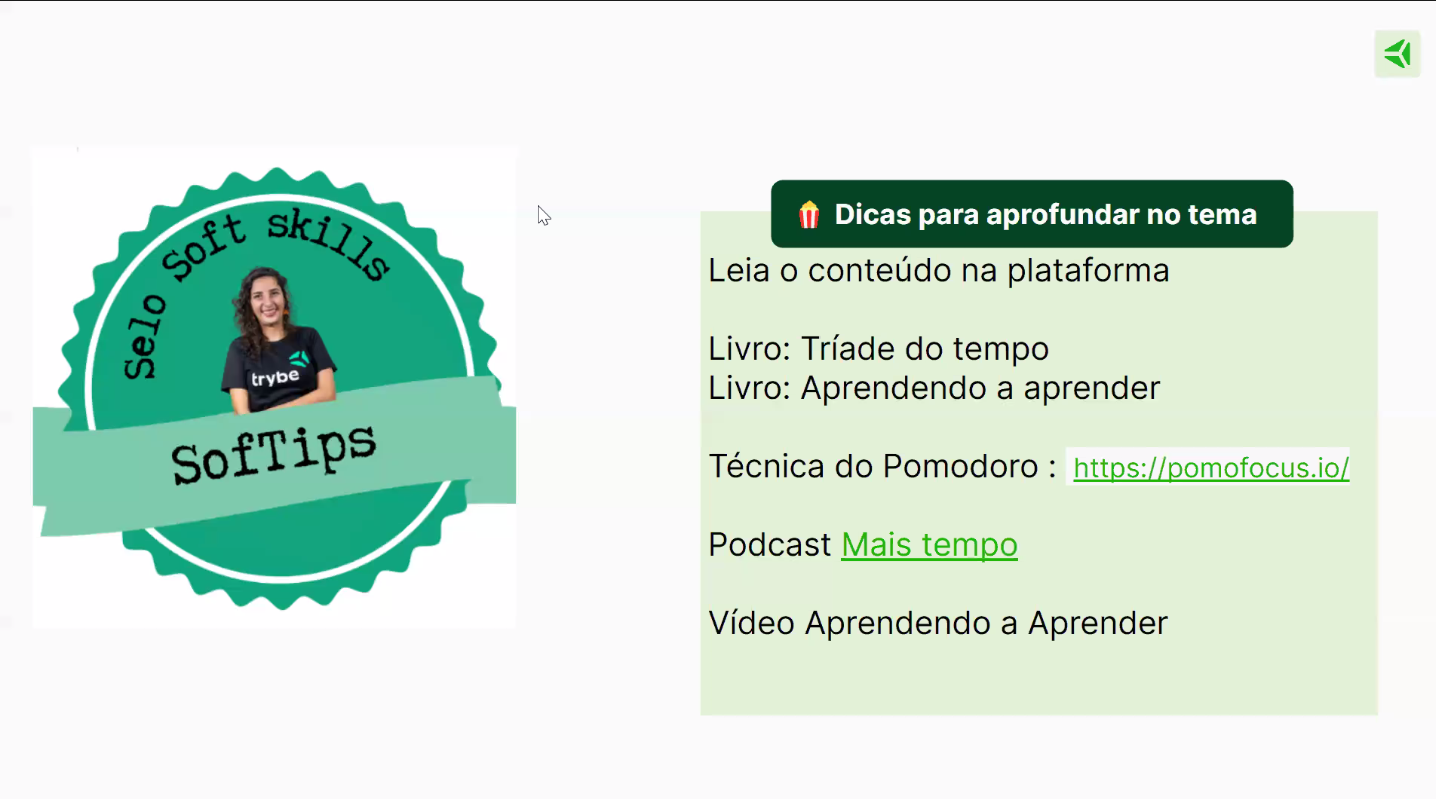 Selo Soft skills
trybe
SofTips
Dicas para aprofundar no tema
Leia o conteúdo na plataforma
Livro: Tríade do tempo
Livro: Aprendendo a aprender
Técnica do Pomodoro : https://pomofocus.io/
Podcast Mais tempo
Vídeo Aprendendo a Aprender